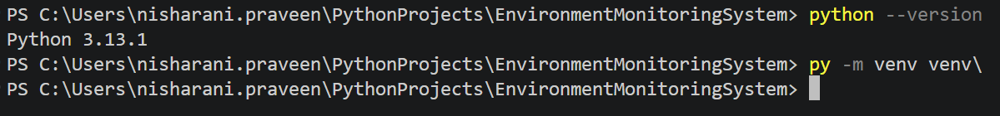 PS C:\Users\nisharani.praveen\PythonProjects\EnvironmentMonitoringSystem> python --version
Python 3.13.1
PS C:\Users\nisharani.praveen\PythonProjects\EnvironmentMonitoringSystem> py -m venv venv\
PS C:\Users\nisharani.praveen\PythonProjects\EnvironmentMonitoringSystem>